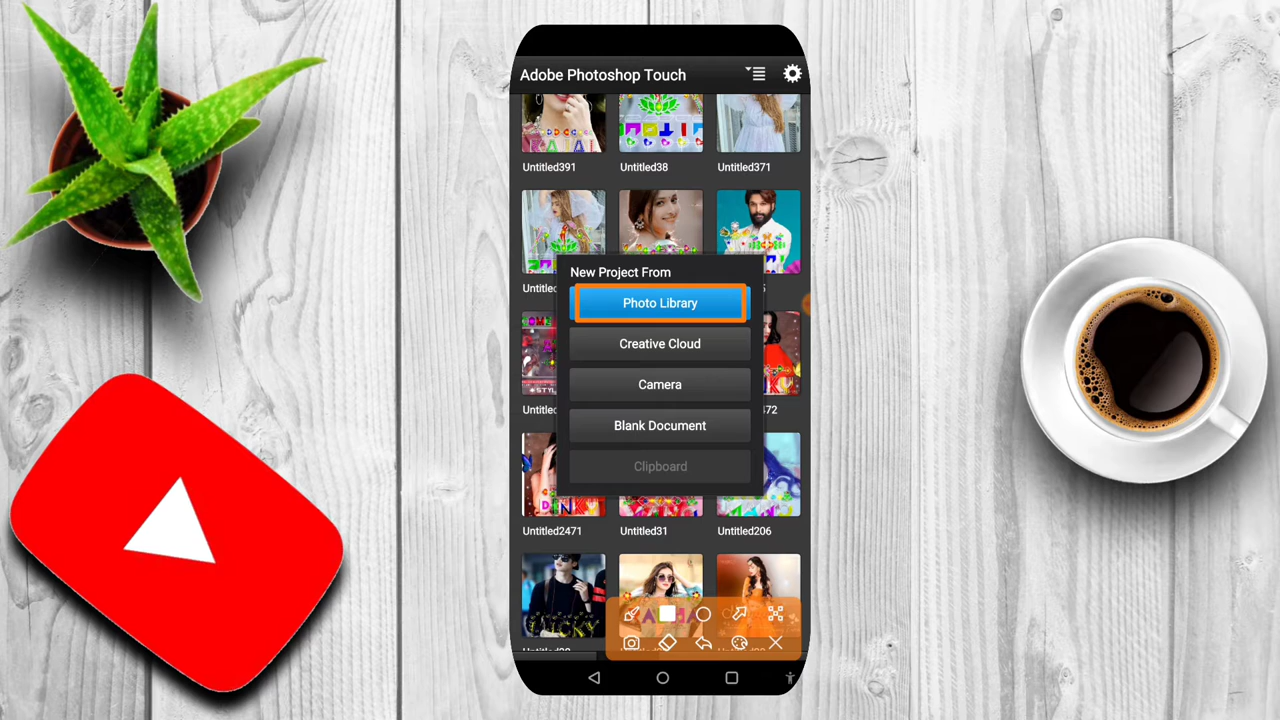 Adobe Photoshop Touch
Untitled391
Untitled38
Untitled371
New Project From
Photo Library
Creative Cloud
Camera
Blank Document
Clipboard
Untitled2471
Untitled31
Untitled206